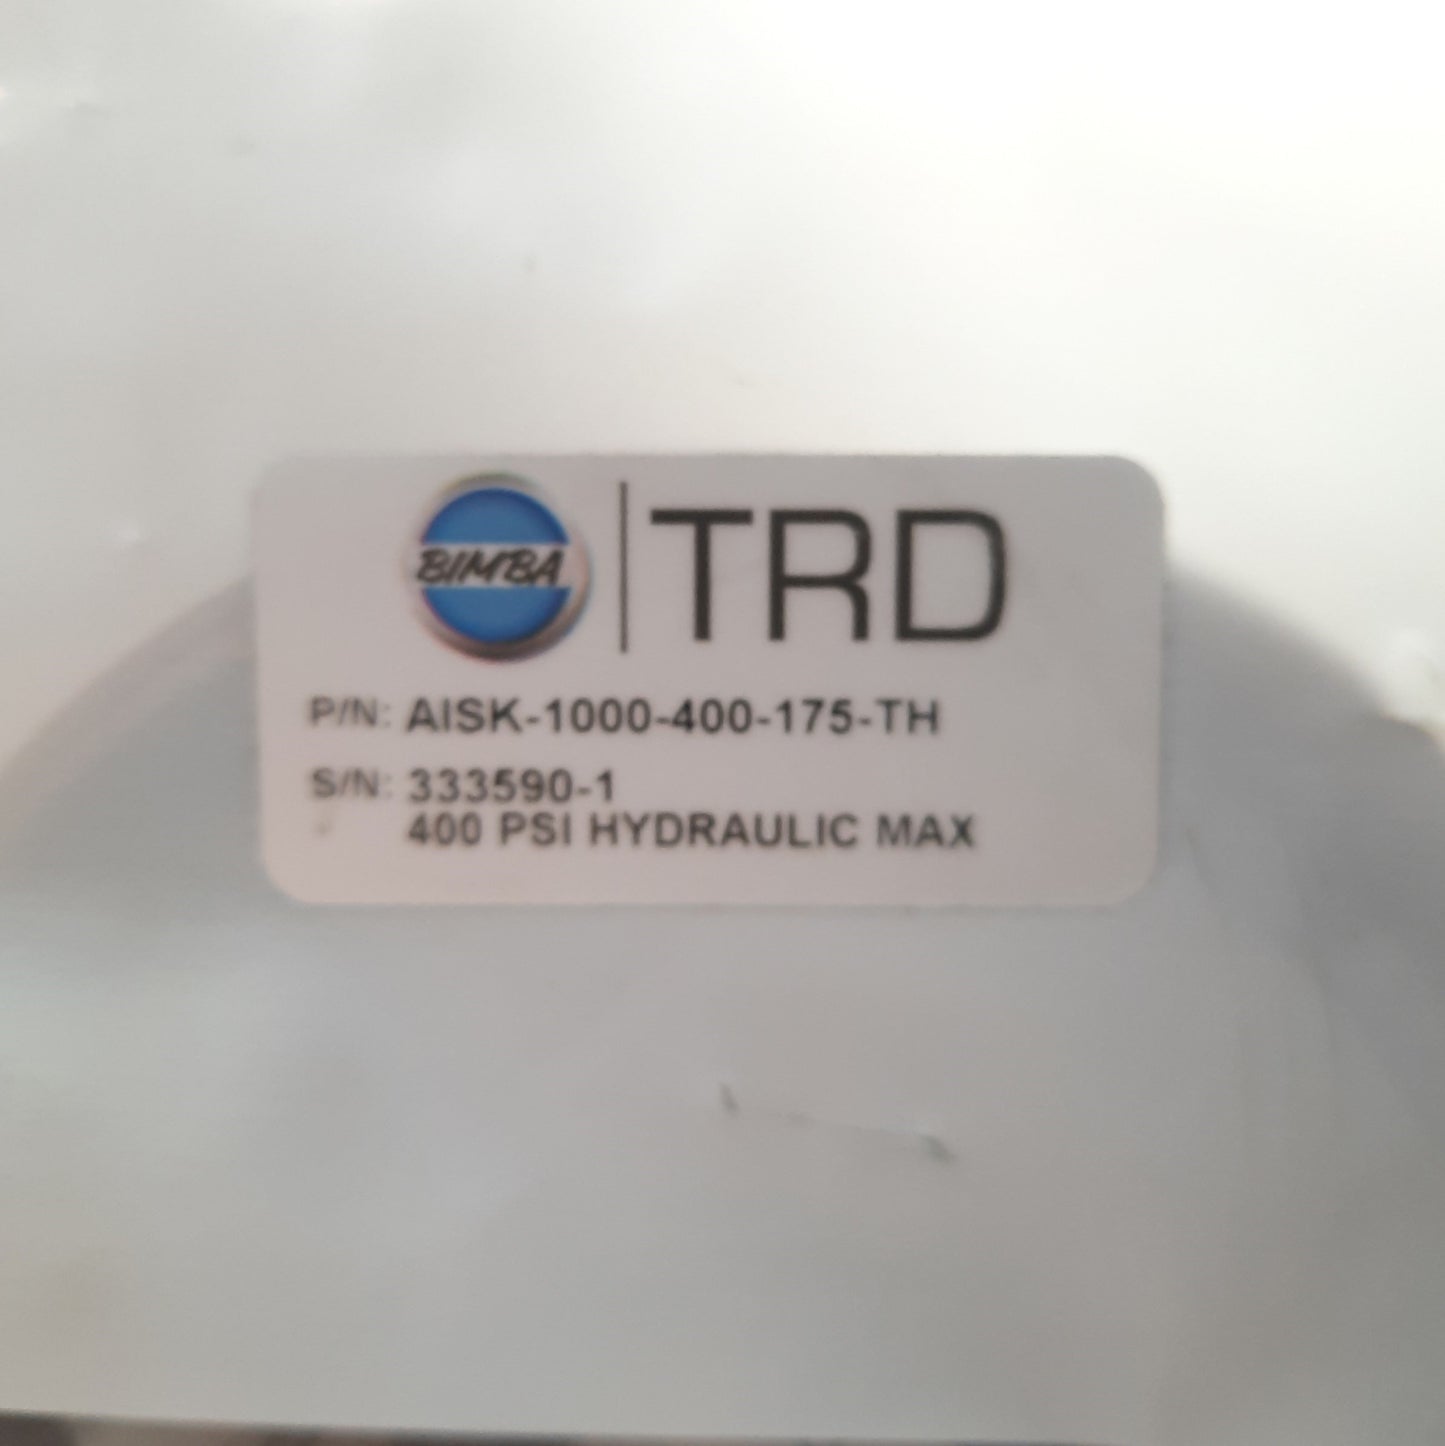 BIMBA TRD
P/N: AISK-1000-400-175-TH
S/N: 333590-1
400 PSI HYDRAULIC MAX